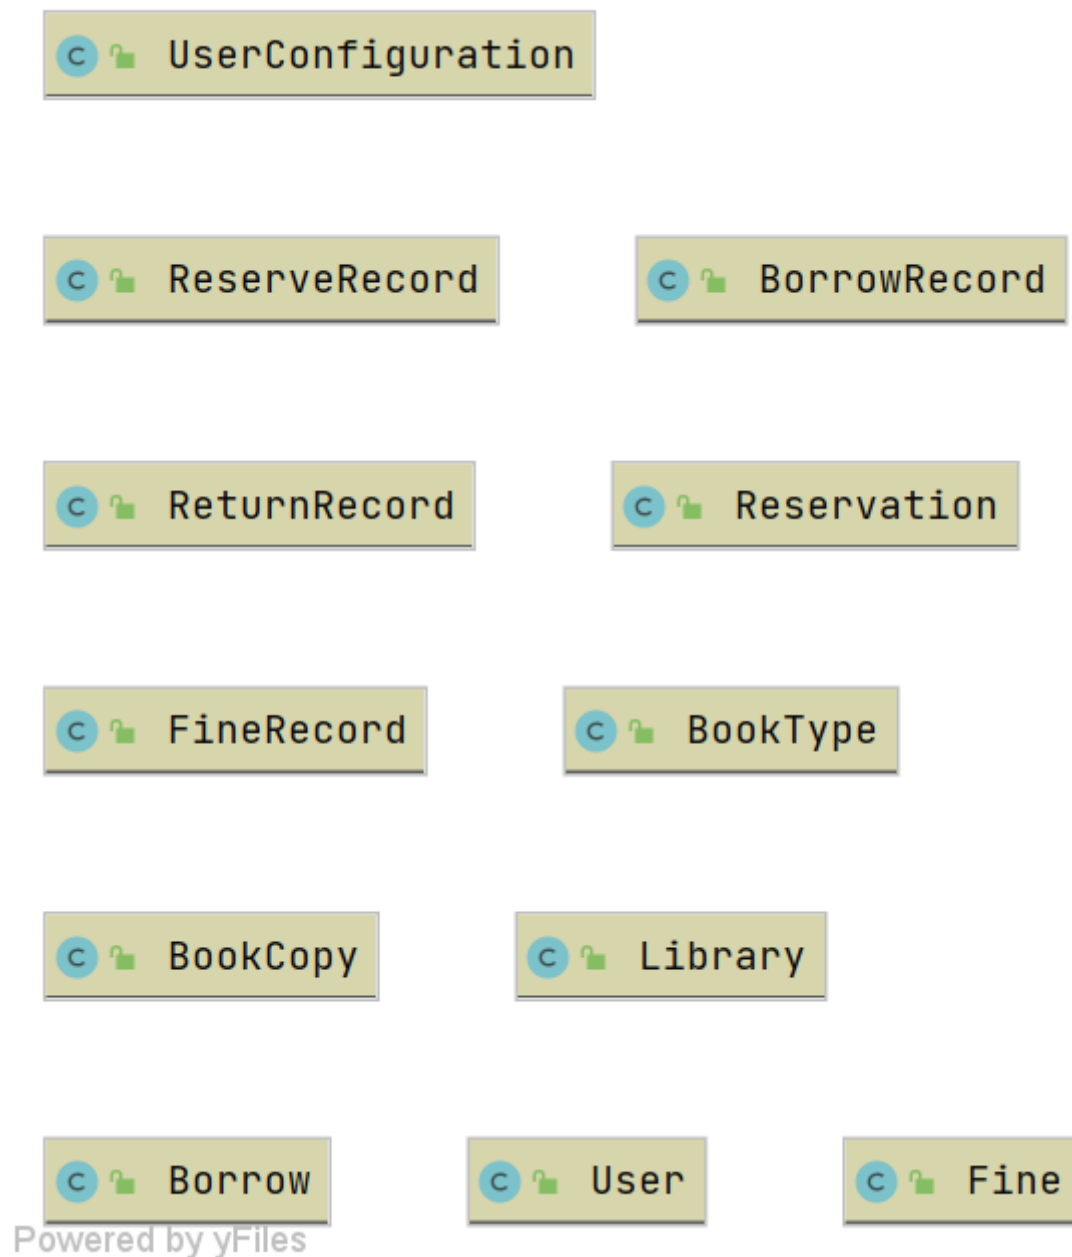 UserConfiguration
ReserveRecord BorrowRecord
ReturnRecord Reservation
FineRecord BookType
BookCopy Library
Borrow User Fine
Powered by yFiles